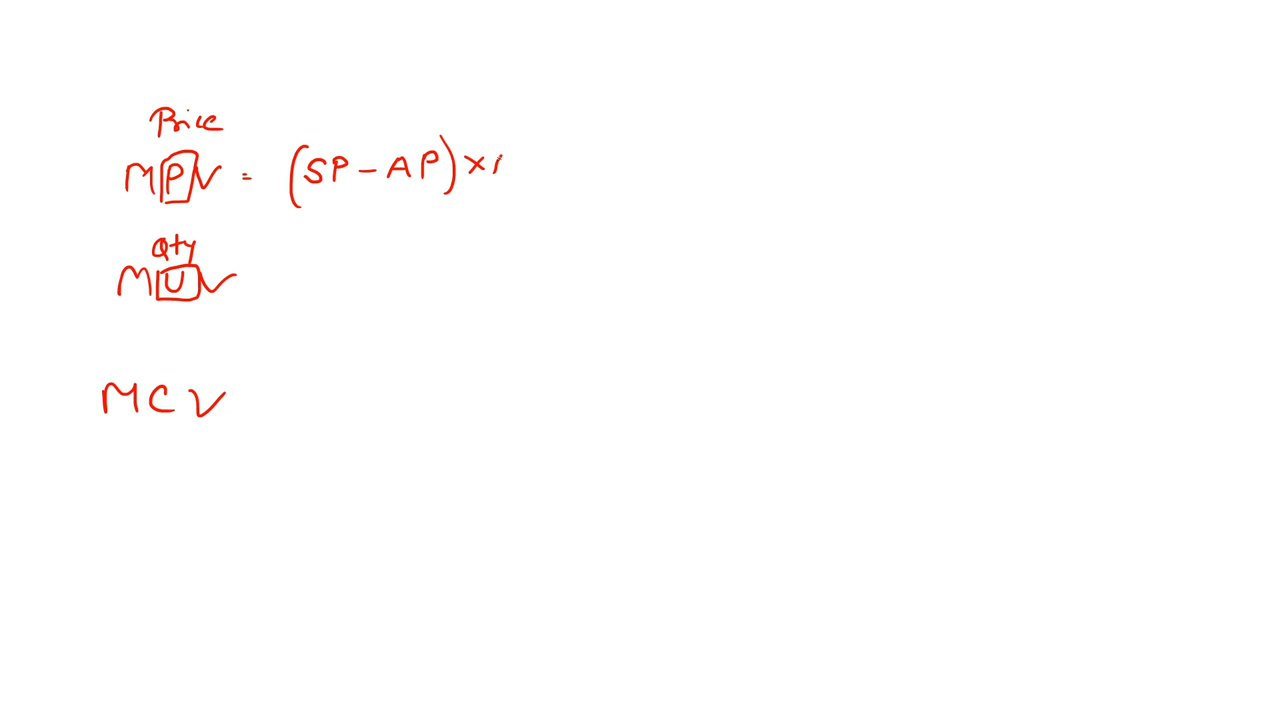 Price
MPV = (SP - AP) ×
Qty
MUV
MCV